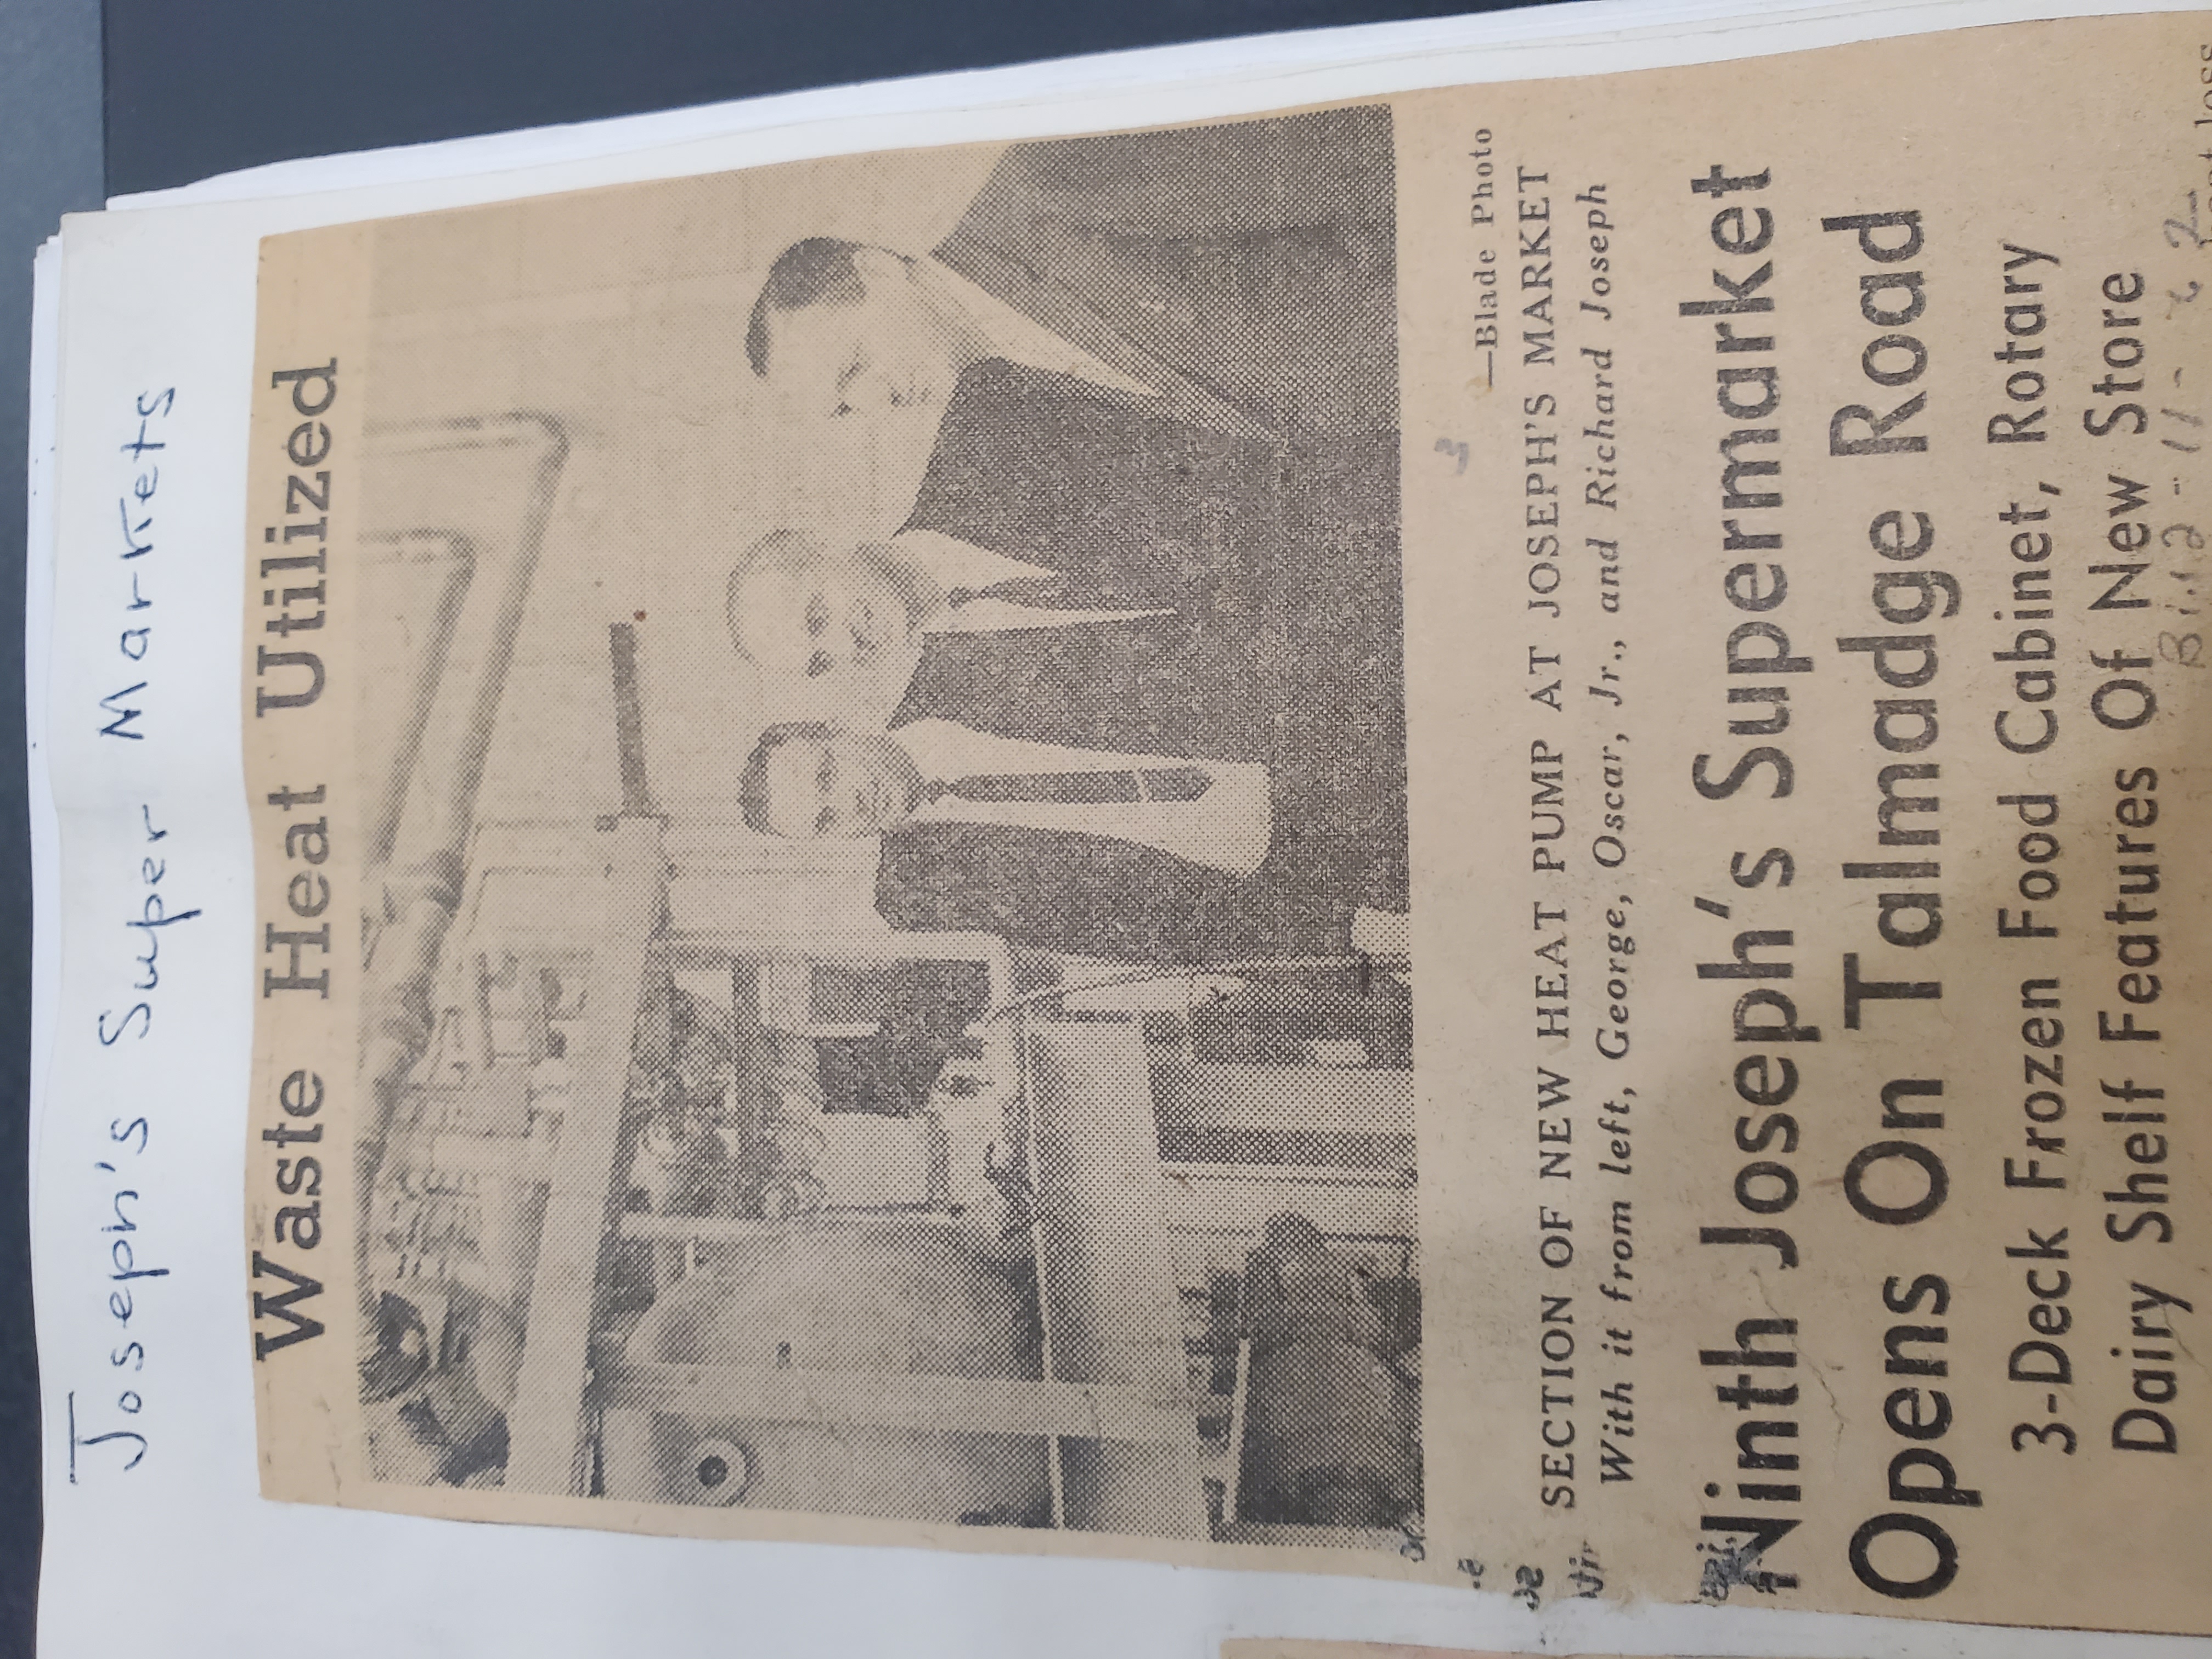 Joseph's Super Markets
Waste Heat Utilized
—Blade Photo
SECTION OF NEW HEAT PUMP AT JOSEPH'S MARKET
With it from left, George, Oscar, Jr., and Richard Joseph
Ninth Joseph's Supermarket
Opens On Talmadge Road
3-Deck Frozen Food Cabinet, Rotary
Dairy Shelf Features Of New Store